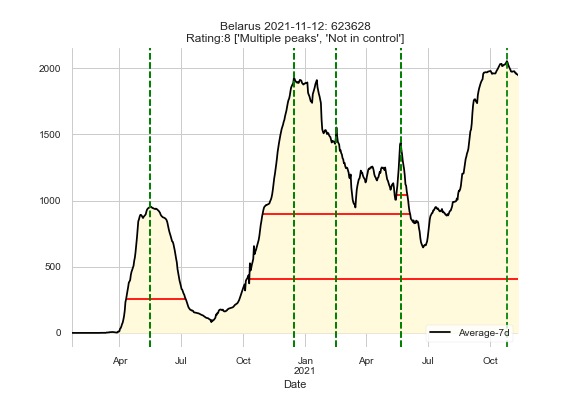 Belarus 2021-11-12: 623628
Rating:8 ['Multiple peaks', 'Not in control']
2000
1500
1000
500
0
Average-7d
Apr Jul Oct Jan Apr Jul Oct
2021
Date